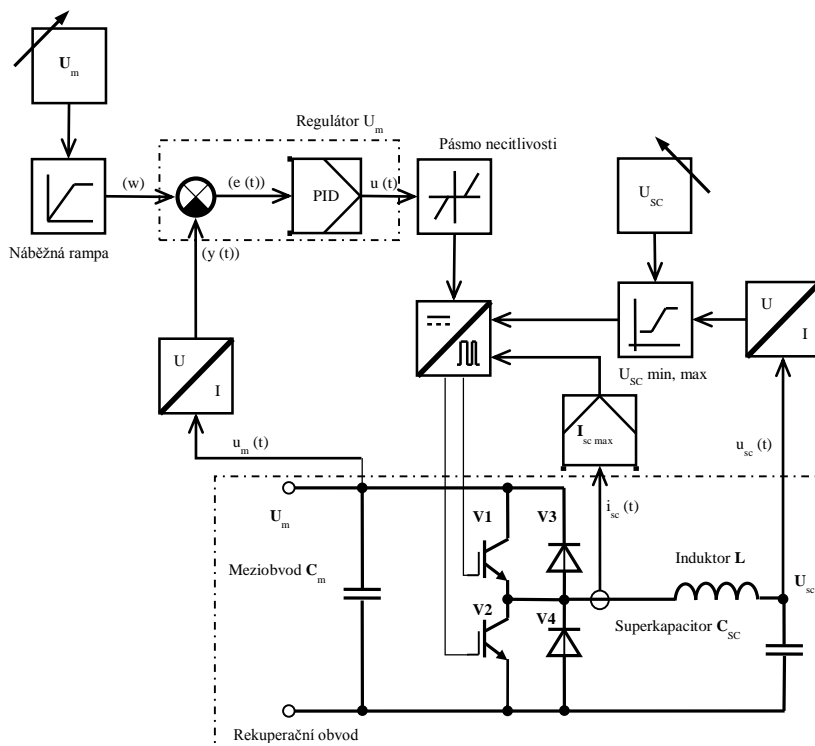 U_m
Regulátor U_m
Pásmo necitlivosti
(w)
(e (t))
PID
u (t)
U_SC
Náběžná rampa
(y (t))
U
I
U
I
U_SC min, max
I_sc max
u_m (t)
u_sc (t)
i_sc (t)
U_m
V1
V3
Meziobvod C_m
Induktor L
U_sc
V2
V4
Superkapacitor C_SC
Rekuperační obvod